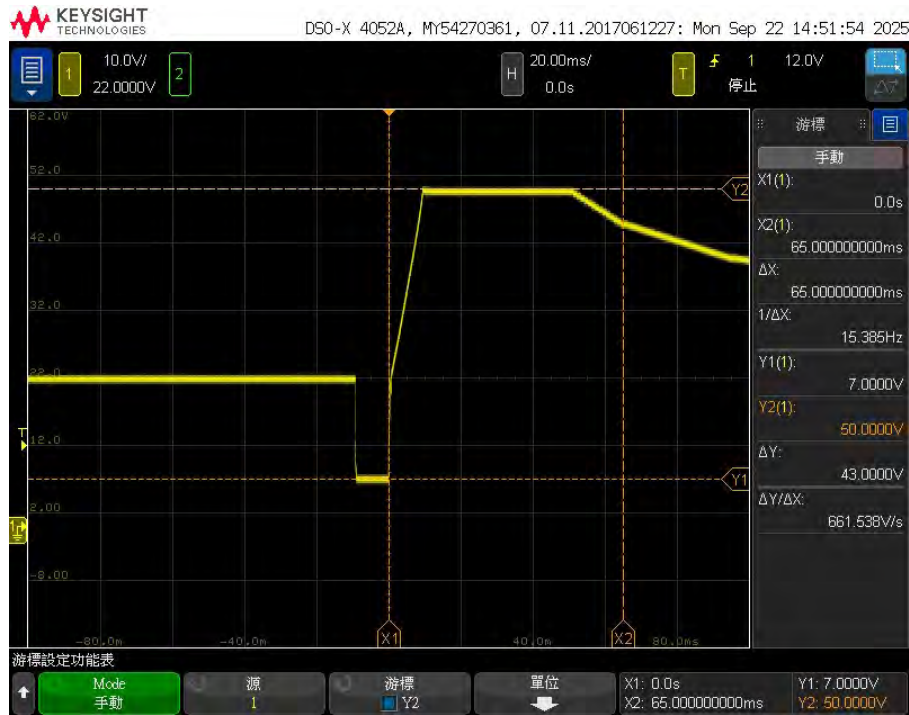 KEYSIGHT
TECHNOLOGIES
DSO-X 4052A, MY54270361, 07.11.2017061227: Mon Sep 22 14:51:54 2025
1
10.0V/
22.0000V
2
H
20.00ms/
0.0s
T
1
停止
12.0V
62.0V
52.0
42.0
32.0
22.0
12.0
2.00
-8.00
T
1
Y2
Y1
-80.0m
-40.0m
X1
40.0m
X2
80.0ms
游標
手動
X1(1):
0.0s
X2(1):
65.000000000ms
ΔX:
65.000000000ms
1/ΔX:
15.385Hz
Y1(1):
7.0000V
Y2(1):
50.0000V
ΔY:
43.0000V
ΔY/ΔX:
661.538V/s
游標設定功能表
Mode
手動
源
1
游標
Y2
單位
X1: 0.0s
X2: 65.000000000ms
Y1: 7.0000V
Y2: 50.0000V